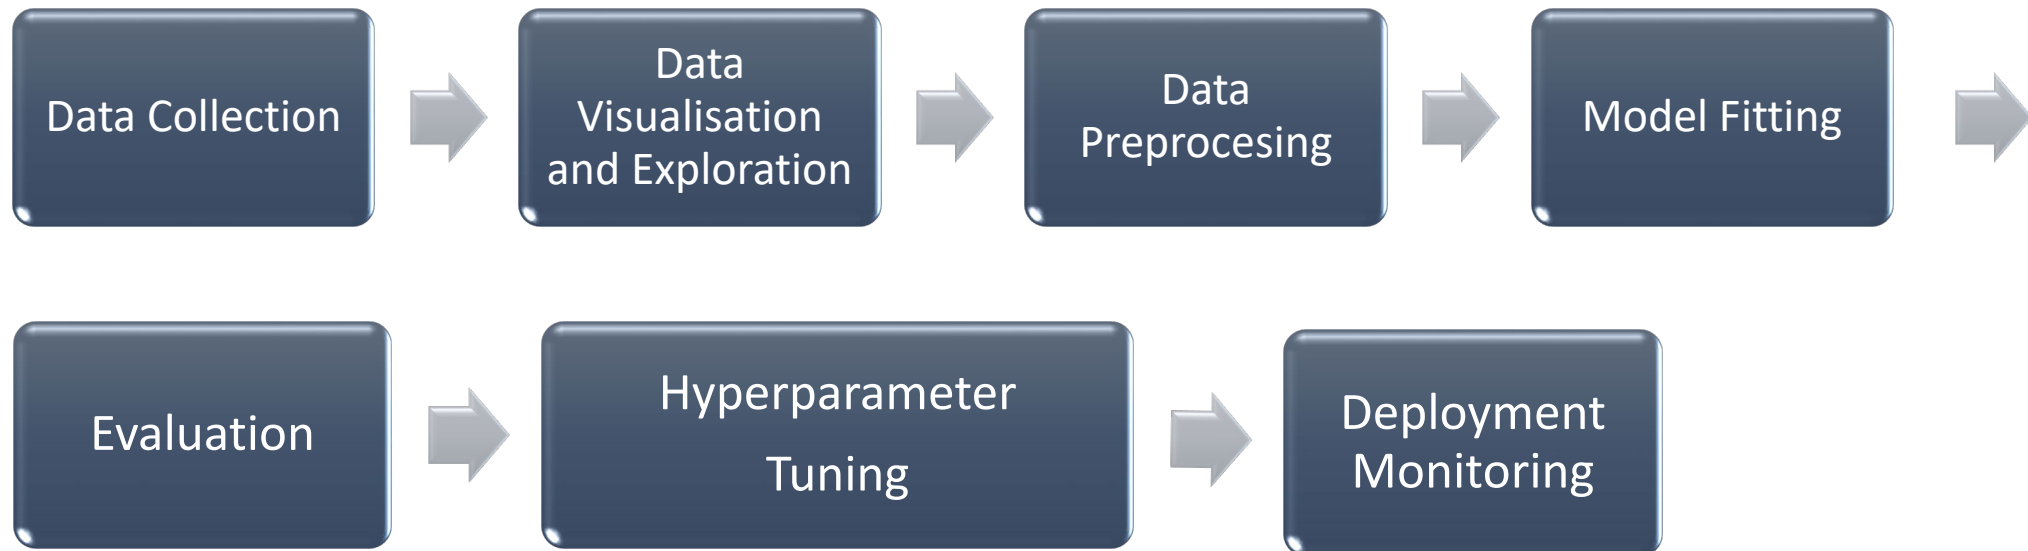 Data Collection
Data
Visualisation
and Exploration
Data
Preprocesing
Model Fitting
Evaluation
Hyperparameter
Tuning
Deployment
Monitoring